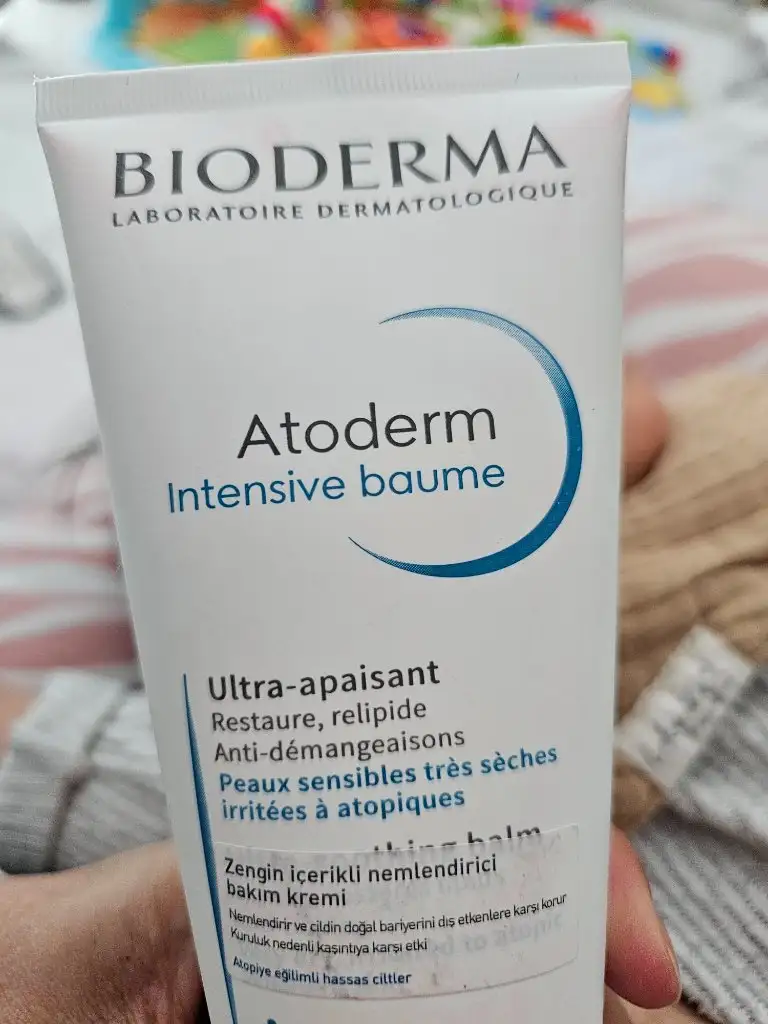 BIODERMA
LABORATOIRE DERMATOLOGIQUE
Atoderm
Intensive baume
Ultra-apaisant
Restaure, relipide
Anti-démangeaisons
Peaux sensibles très sèches
irritées à atopiques
balm
Zengin içerikli nemlendirici
bakım kremi
Nemlendirir ve cildin doğal bariyerini dış etkenlere karşı korur
Kuruluk nedenli kaşıntıya karşı etki
Atopiye eğilimli hassas ciltler